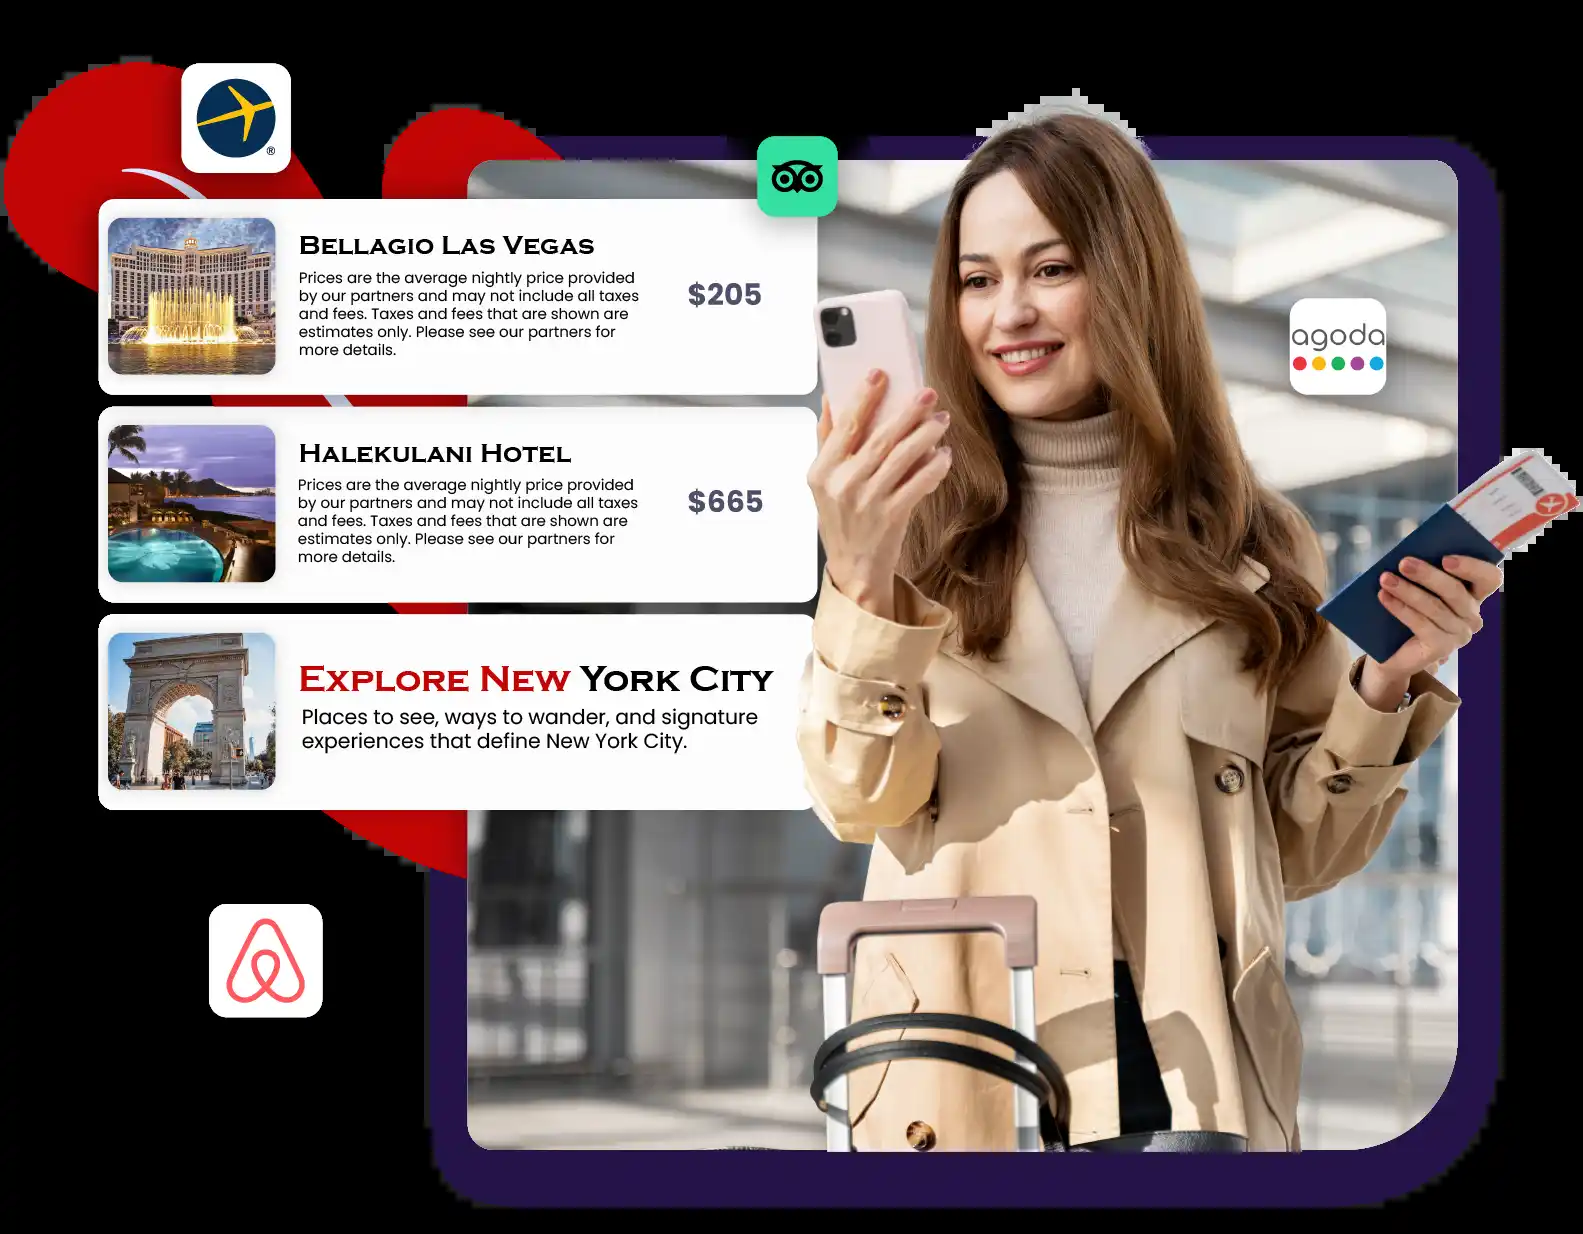 ®
BELLAGIO LAS VEGAS
Prices are the average nightly price provided
by our partners and may not include all taxes
and fees. Taxes and fees that are shown are
estimates only. Please see our partners for
more details.
$205
agoda
HALEKULANI HOTEL
Prices are the average nightly price provided
by our partners and may not include all taxes
and fees. Taxes and fees that are shown are
estimates only. Please see our partners for
more details.
$665
EXPLORE NEW YORK CITY
Places to see, ways to wander, and signature
experiences that define New York City.